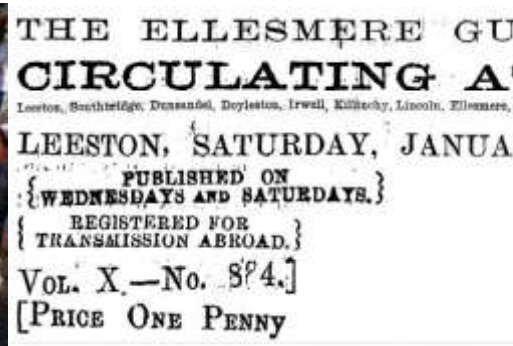 THE ELLESMERE GU
CIRCULATING A
Leeston, Southbridge, Dunsandel, Doyleston, Irwell, Killinchy, Lincoln, Ellesmere,
LEESTON, SATURDAY, JANUA
PUBLISHED ON
WEDNESDAYS AND SATURDAYS.
REGISTERED FOR
TRANSMISSION ABROAD.
VOL. X.—No.
[PRICE ONE PENNY